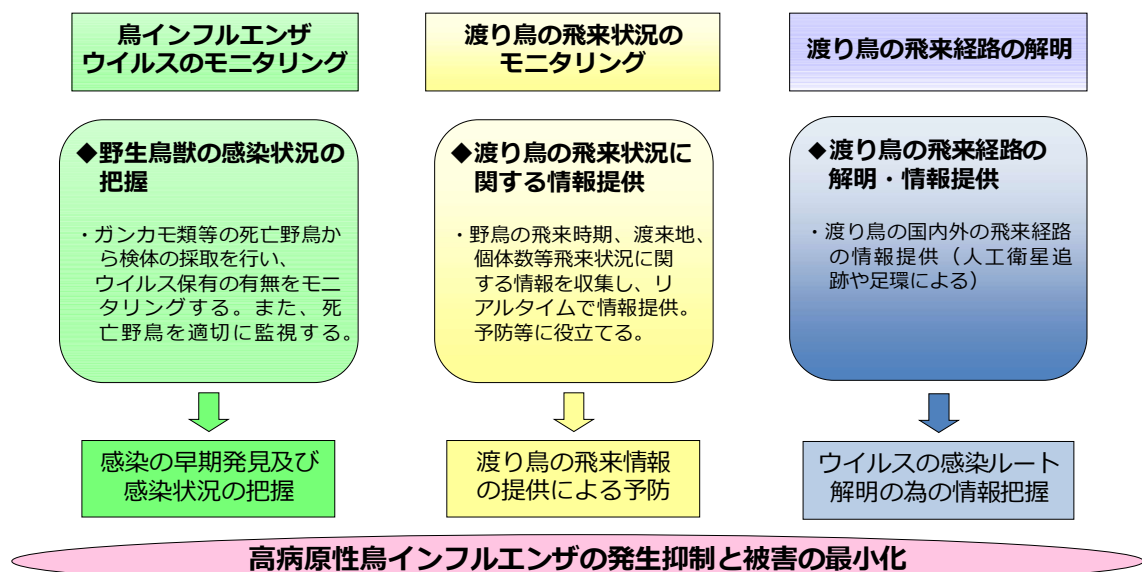 鳥インフルエンザ
ウイルスのモニタリング
◆野生鳥獣の感染状況の
把握
・ガンカモ類等の死亡野鳥か
ら検体の採取を行い、
ウイルス保有の有無をモニ
タリングする。また、死
亡野鳥を適切に監視する。
感染の早期発見及び
感染状況の把握
渡り鳥の飛来状況の
モニタリング
◆渡り鳥の飛来状況に
関する情報提供
・野鳥の飛来時期、渡来地、
個体数等飛来状況に関
する情報を収集し、リ
アルタイムで情報提供。
予防等に役立てる。
渡り鳥の飛来情報
の提供による予防
渡り鳥の飛来経路の解明
◆渡り鳥の飛来経路の
解明・情報提供
・渡り鳥の国内外の飛来経路
の情報提供（人工衛星追
跡や足環による）
ウイルスの感染ルート
解明の為の情報把握
高病原性鳥インフルエンザの発生抑制と被害の最小化